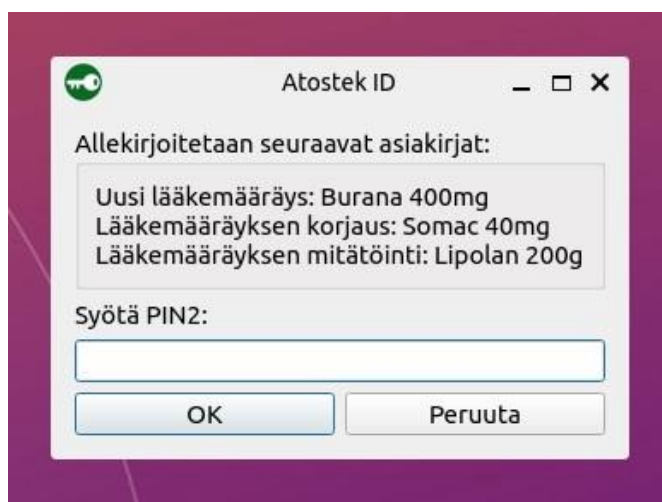 Atostek ID
Allekirjoitetaan seuraavat asiakirjat:
Uusi lääkemääräys: Burana 400mg
Lääkemääräyksen korjaus: Somac 40mg
Lääkemääräyksen mitätöinti: Lipolan 200g
Syötä PIN2:
OK Peruuta